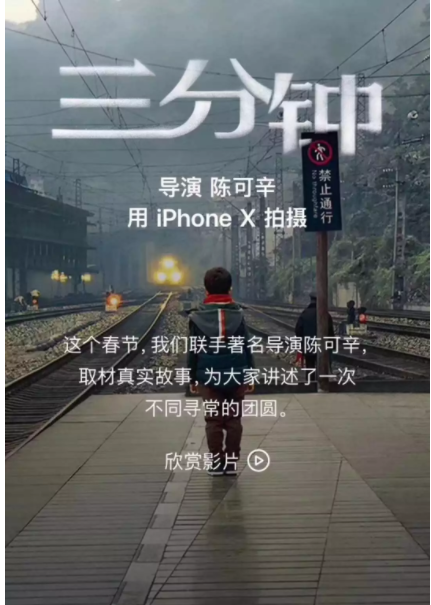 三分钟
导演 陈可辛
用 iPhone X 拍摄
禁止通行
这个春节，我们联手著名导演陈可辛，
取材真实故事，为大家讲述了一次
不同寻常的团圆。
欣赏影片